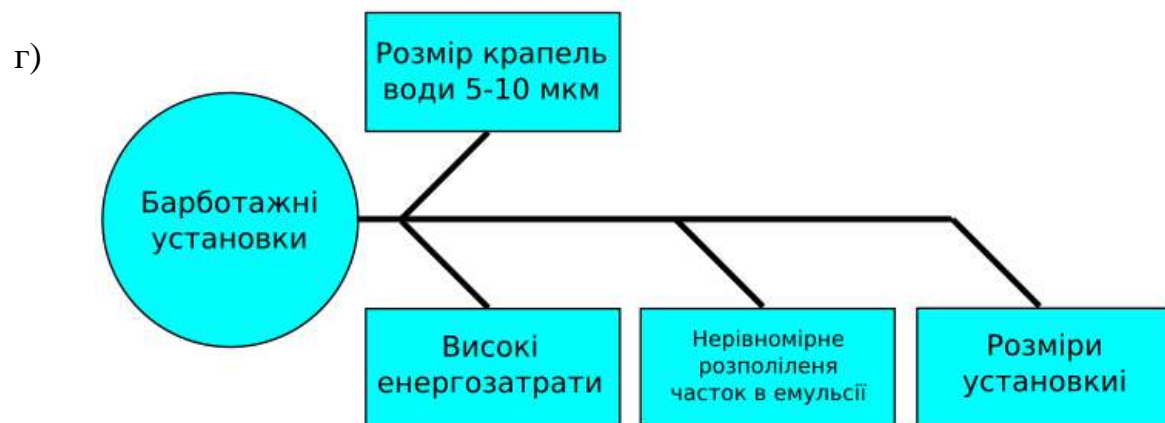 г)
Розмір крапель
води 5-10 мкм
Барботажні
установки
Високі
енергозатрати
Нерівномірне
розполіленя
часток в емульсії
Розміри
установкиі